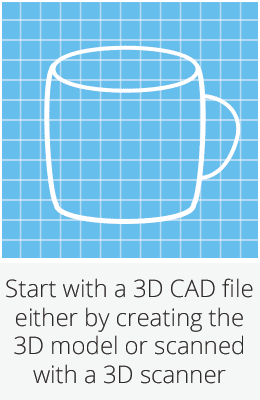 Start with a 3D CAD file
either by creating the
3D model or scanned
with a 3D scanner